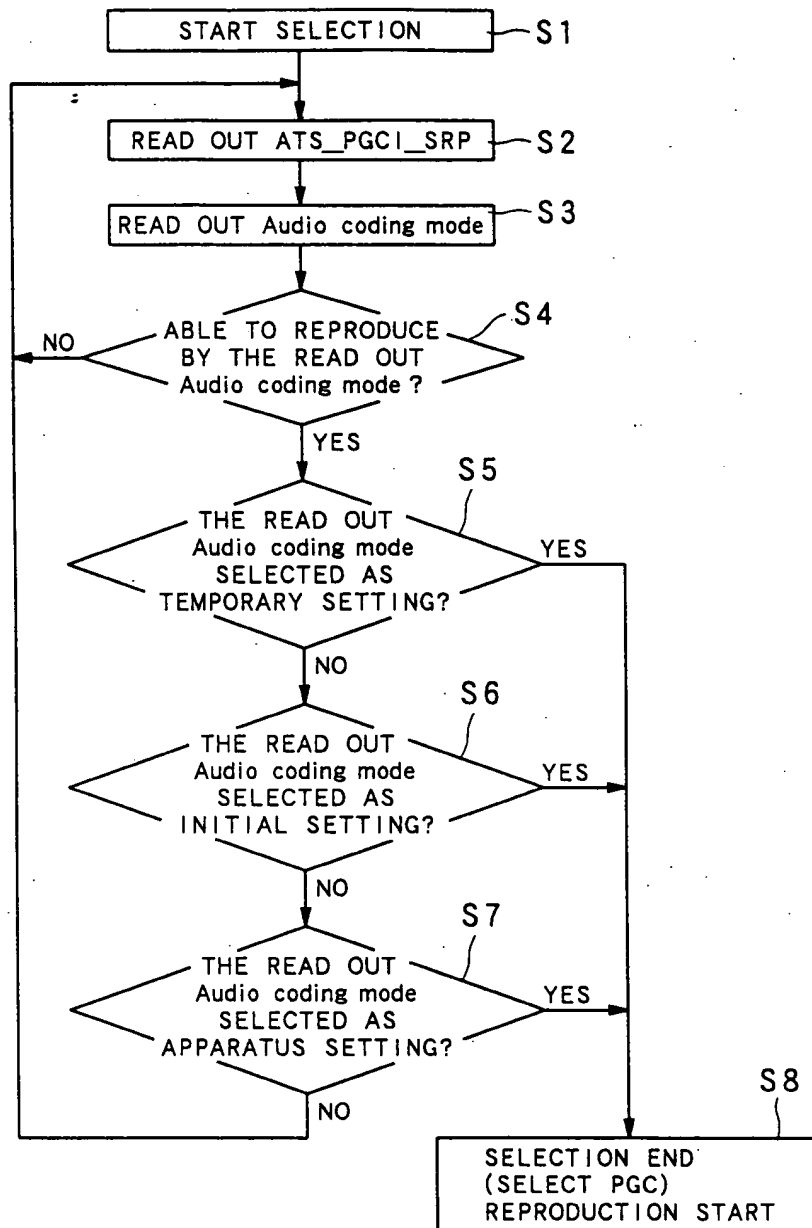 START SELECTION
S1
READ OUT ATS_PGCI_SRP
S2
READ OUT Audio coding mode
S3
ABLE TO REPRODUCE
BY THE READ OUT
Audio coding mode ?
S4
NO
YES
THE READ OUT
Audio coding mode
SELECTED AS
TEMPORARY SETTING?
S5
YES
NO
THE READ OUT
Audio coding mode
SELECTED AS
INITIAL SETTING?
S6
YES
NO
THE READ OUT
Audio coding mode
SELECTED AS
APPARATUS SETTING?
S7
YES
NO
S8
SELECTION END
(SELECT PGC)
REPRODUCTION START